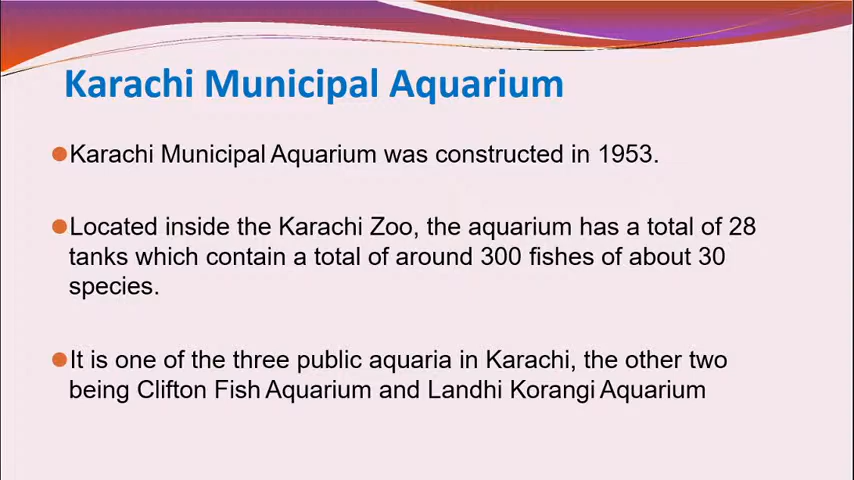 Karachi Municipal Aquarium
Karachi Municipal Aquarium was constructed in 1953.
Located inside the Karachi Zoo, the aquarium has a total of 28
tanks which contain a total of around 300 fishes of about 30
species.
It is one of the three public aquaria in Karachi, the other two
being Clifton Fish Aquarium and Landhi Korangi Aquarium